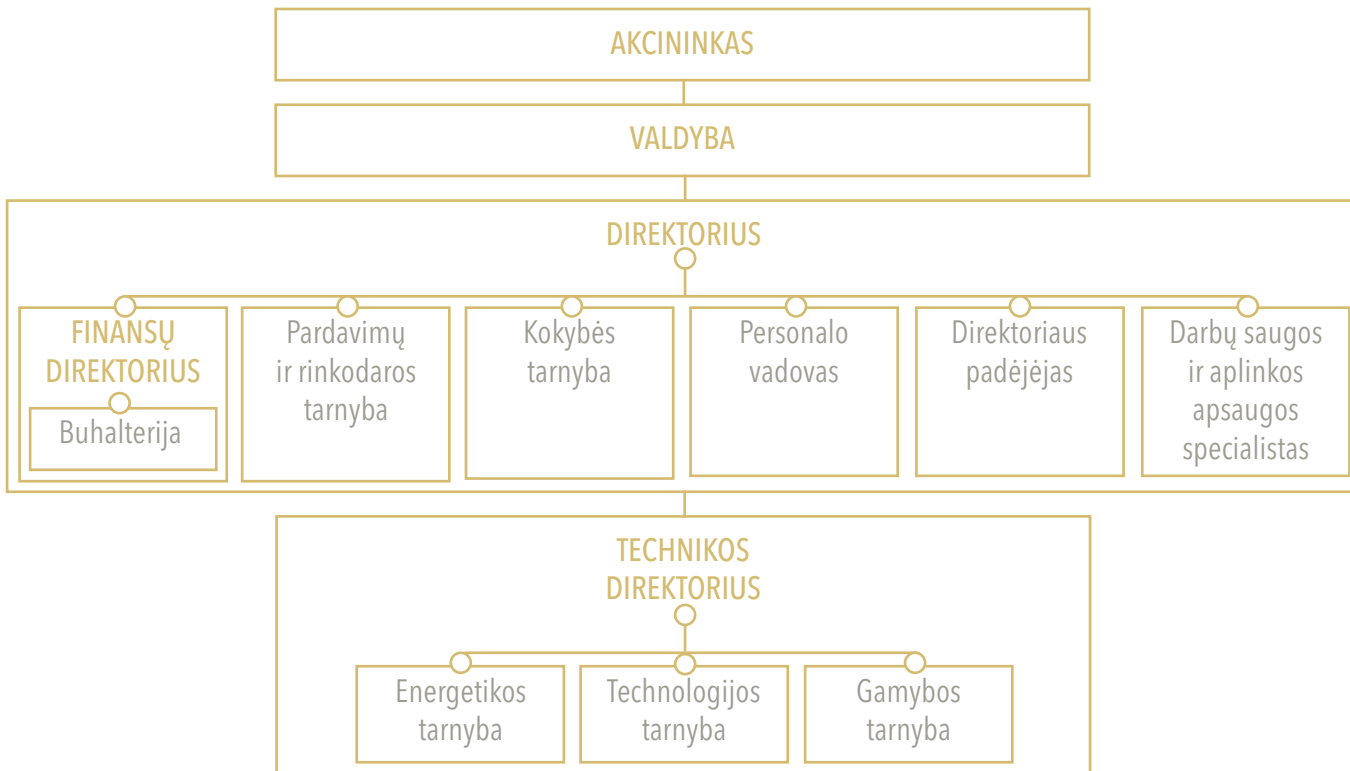 AKCININKAS
VALDYBA
DIREKTORIUS
FINANSŲ
DIREKTORIUS
Buhalterija
Pardavimų
ir rinkodaros
tarnyba
Kokybės
tarnyba
Personalo
vadovas
Direktoriaus
padėjėjas
Darbų saugos
ir aplinkos
apsaugos
specialistas
TECHNIKOS
DIREKTORIUS
Energetikos
tarnyba
Technologijos
tarnyba
Gamybos
tarnyba